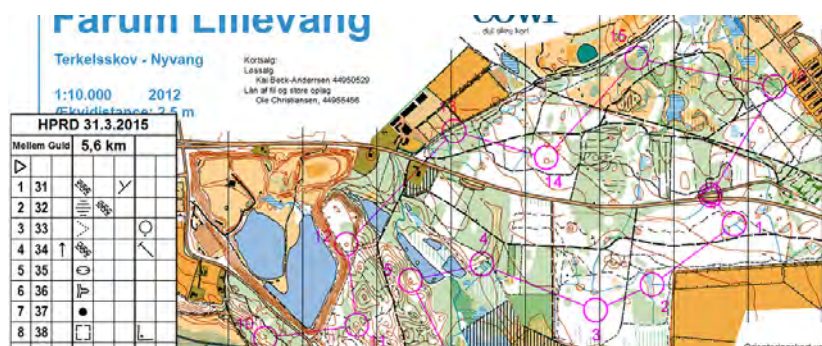 Farum Lillevang
COWI
Terkelsskov - Nyvang
Kortsalg:
Løssalg
Kai Beck-Andersen 44950529
Lån af fil og store oplag
Ole Christiansen, 44955456
1:10.000 2012
Ækvidistance: 2,5 m
HPRD 31.3.2015
Mellem Guld 5,6 km
1 31
2 32
3 33
4 34
5 35
6 36
7 37
8 38
15
13
14
12
1
4
5
2
3
10
11